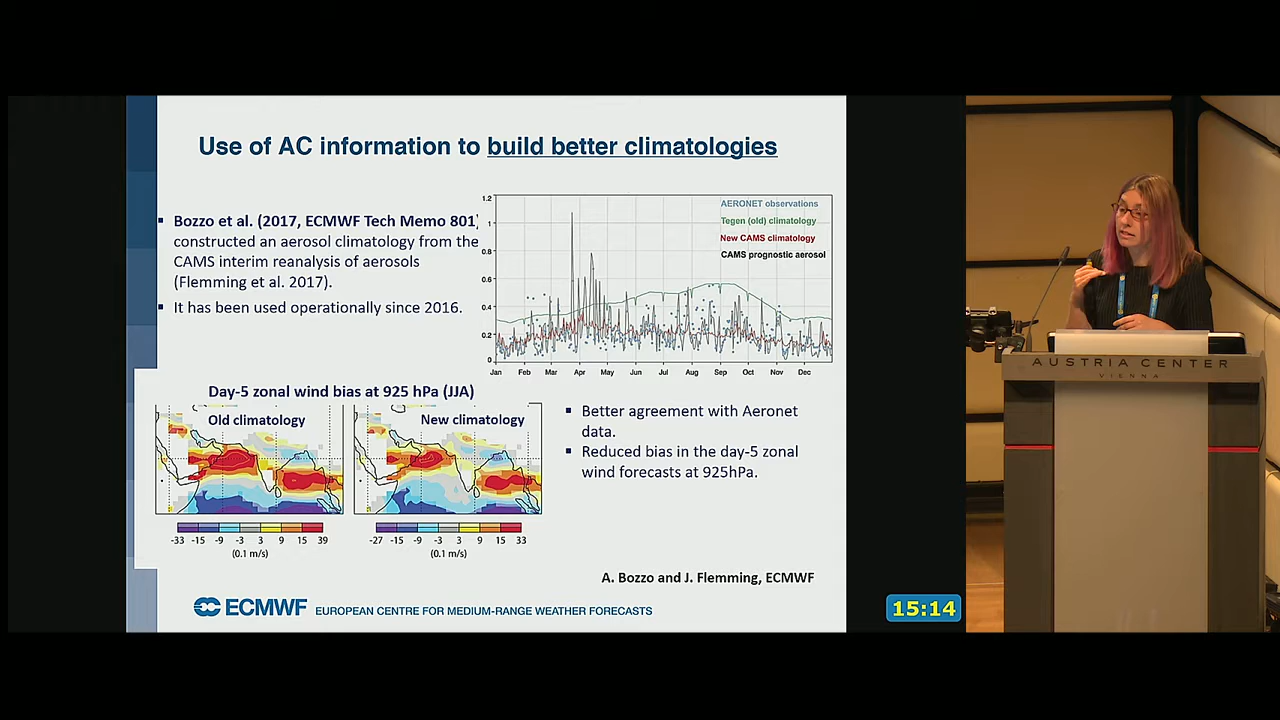 Use of AC information to build better climatologies
Bozzo et al. (2017, ECMWF Tech Memo 801)
constructed an aerosol climatology from the
CAMS interim reanalysis of aerosols
(Flemming et al. 2017).
It has been used operationally since 2016.
1.2
1
0.8
0.6
0.4
0.2
0
AERONET observations
Tegen (old) climatology
New CAMS climatology
CAMS prognostic aerosol
Jan Feb Mar Apr May Jun Jul Aug Sep Oct Nov Dec
Day-5 zonal wind bias at 925 hPa (JJA)
Old climatology
New climatology
-33 -15 -9 -3 3 9 15 39
(0.1 m/s)
-27 -15 -9 -3 3 9 15 33
(0.1 m/s)
Better agreement with Aeronet
data.
Reduced bias in the day-5 zonal
wind forecasts at 925hPa.
A. Bozzo and J. Flemming, ECMWF
ECMWF EUROPEAN CENTRE FOR MEDIUM-RANGE WEATHER FORECASTS
15:14
AUSTRIA CENTER
VIENNA